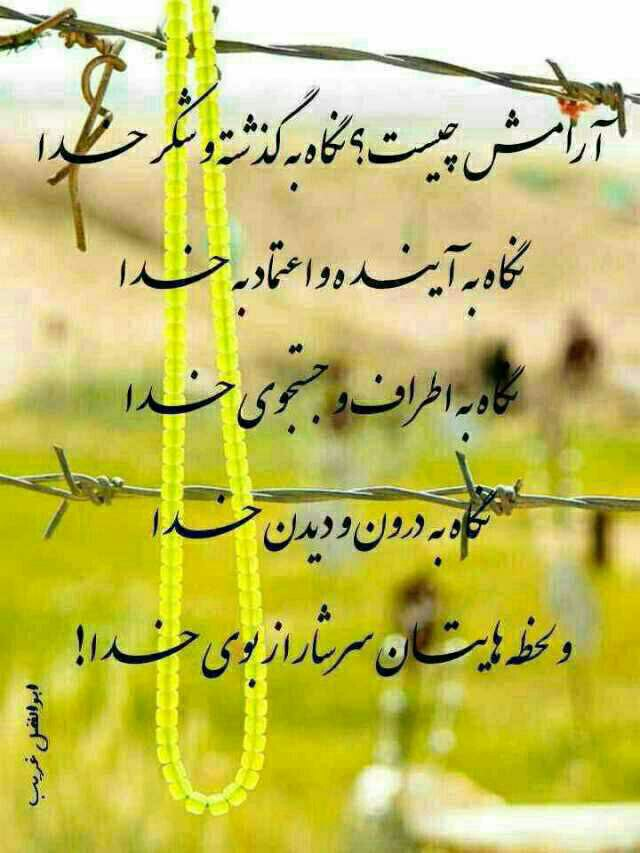 آرامش چیست؟ نگاه به گذشته و شکر خدا
نگاه به آینده و اعتماد به خدا
نگاه به اطراف و جستجوی خدا
نگاه به درون و دیدن خدا
و لحظه هایتان سرشار از بوی خدا!
ابوالفضل غریب